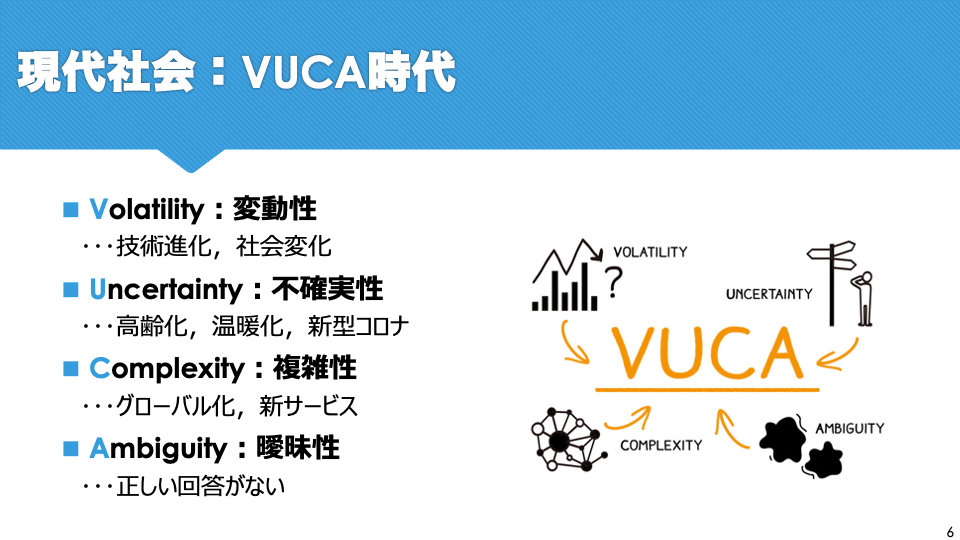 現代社会：VUCA時代
■ Volatility：変動性
･･･技術進化，社会変化
■ Uncertainty：不確実性
･･･高齢化，温暖化，新型コロナ
■ Complexity：複雑性
･･･グローバル化，新サービス
■ Ambiguity：曖昧性
･･･正しい回答がない
VOLATILITY
?
UNCERTAINTY
VUCA
COMPLEXITY
AMBIGUITY
6